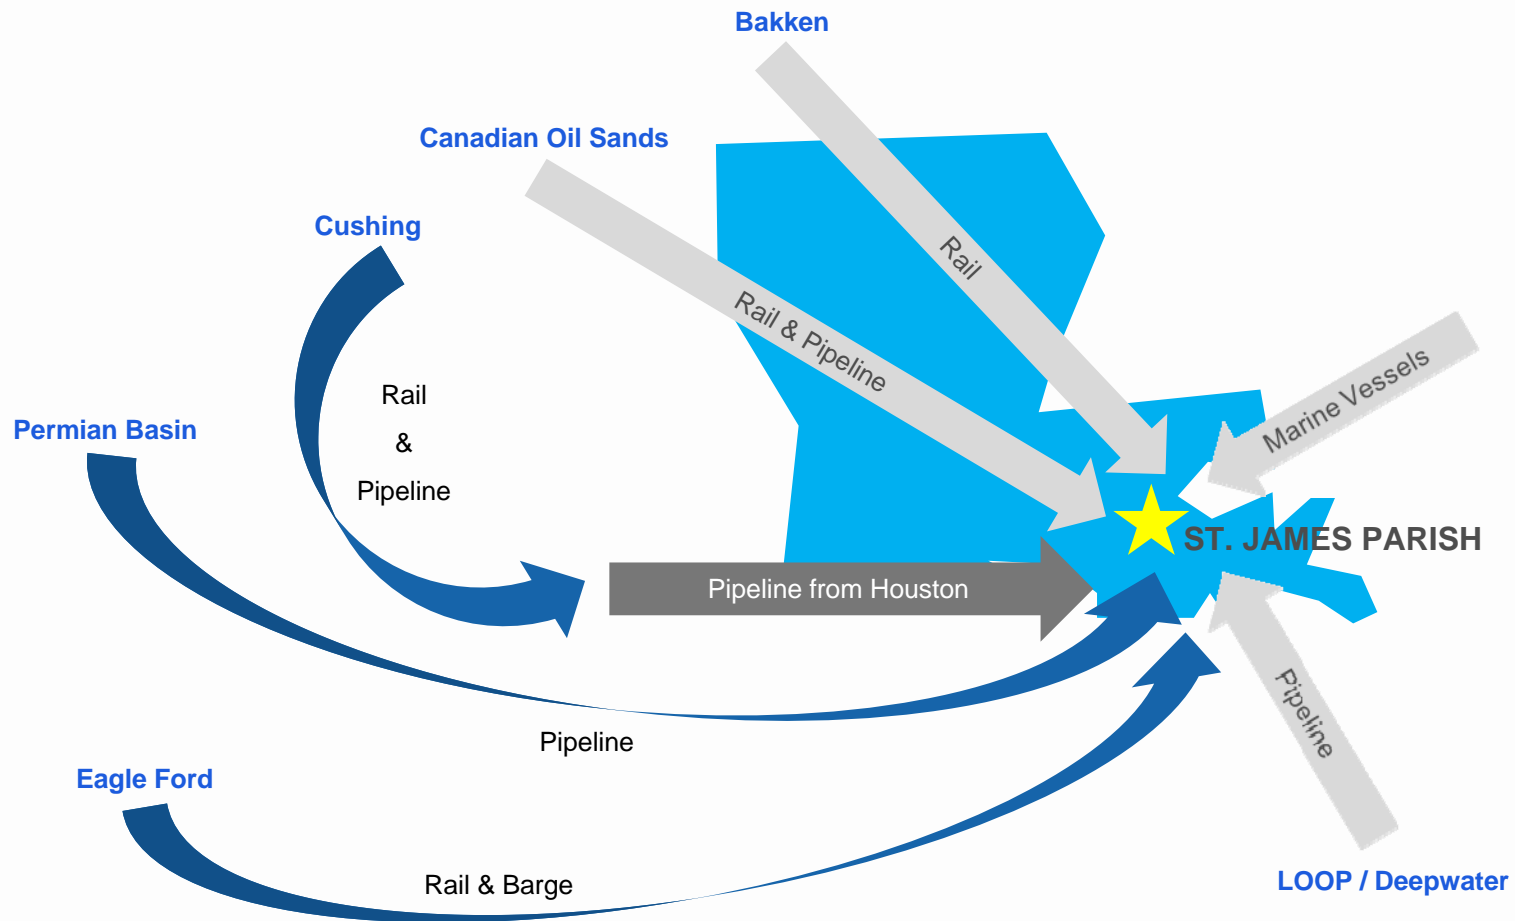 Bakken
Canadian Oil Sands
Cushing
Rail
Rail & Pipeline
Marine Vessels
Rail
&
Pipeline
Permian Basin
ST. JAMES PARISH
Pipeline from Houston
Pipeline
Pipeline
Eagle Ford
Rail & Barge
LOOP / Deepwater